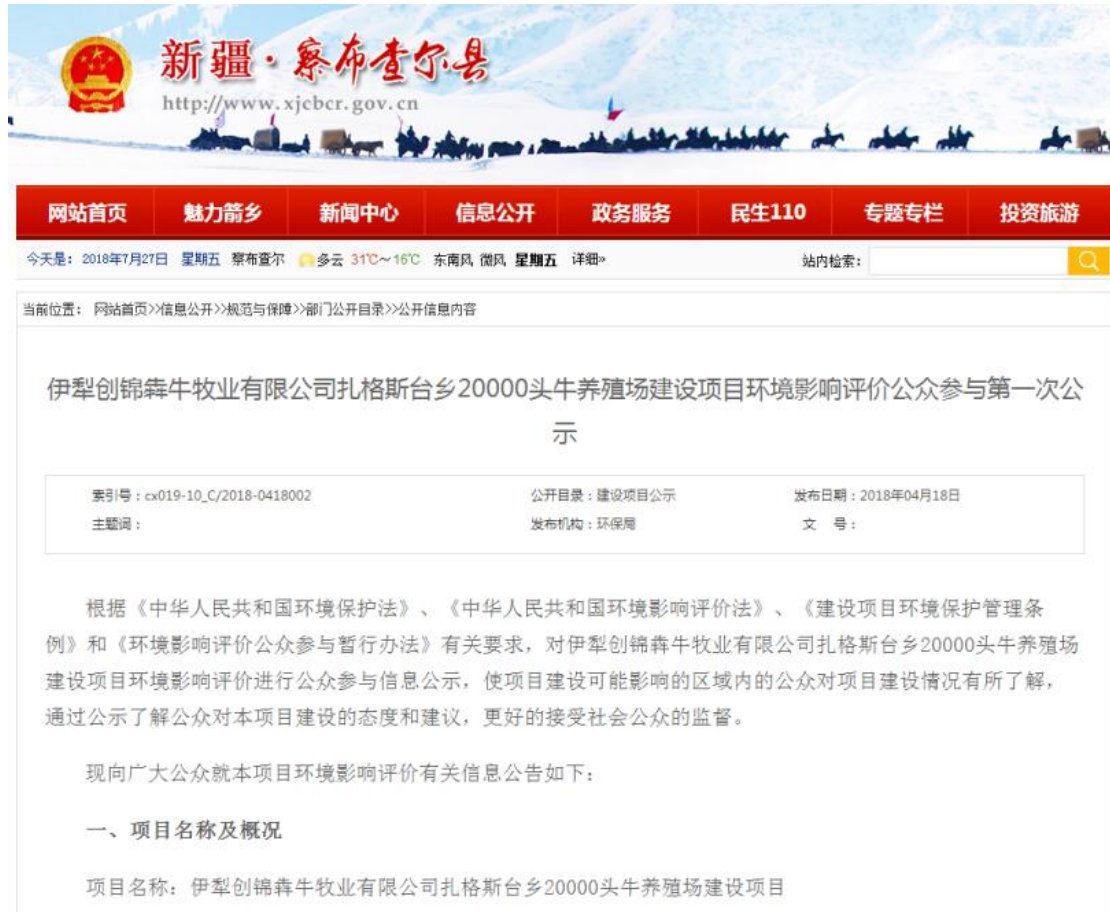 新疆·察布查尔县
http://www.xjcbcr.gov.cn
网站首页 魅力箭乡 新闻中心 信息公开 政务服务 民生110 专题专栏 投资旅游
今天是：2018年7月27日 星期五 察布查尔 多云 31℃~16℃ 东南风 微风 星期五 详细» 站内检索：
当前位置： 网站首页>>信息公开>>规范与保障>>部门公开目录>>公开信息内容
伊犁创锦犇牛牧业有限公司扎格斯台乡20000头牛养殖场建设项目环境影响评价公众参与第一次公
示
索引号：cx019-10_C/2018-0418002 公开目录：建设项目公示 发布日期：2018年04月18日
主题词： 发布机构：环保局 文 号：
根据《中华人民共和国环境保护法》、《中华人民共和国环境影响评价法》、《建设项目环境保护管理条
例》和《环境影响评价公众参与暂行办法》有关要求，对伊犁创锦犇牛牧业有限公司扎格斯台乡20000头牛养殖场
建设项目环境影响评价进行公众参与信息公示，使项目建设可能影响的区域内的公众对项目建设情况有所了解，
通过公示了解公众对本项目建设的态度和建议，更好的接受社会公众的监督。
现向广大公众就本项目环境影响评价有关信息公告如下：
一、项目名称及概况
项目名称：伊犁创锦犇牛牧业有限公司扎格斯台乡20000头牛养殖场建设项目